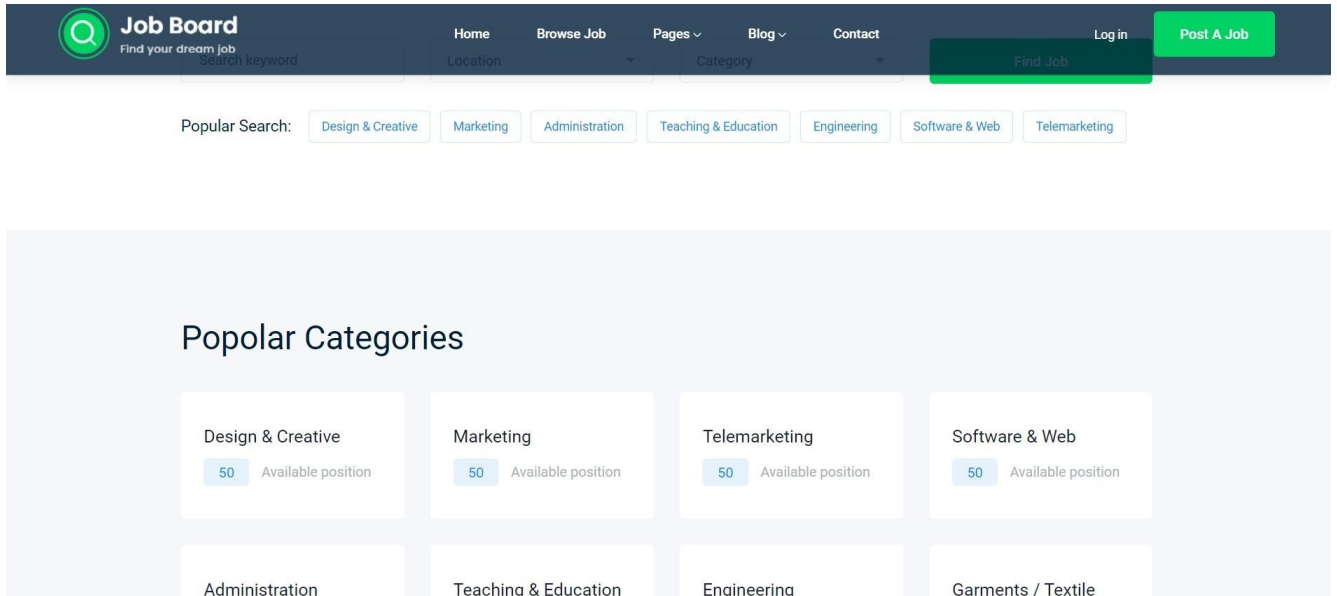 Job Board
Find your dream job
Home Browse Job Pages Blog Contact Log in Post A Job
Search keyword Location Category Find Job
Popular Search: Design & Creative Marketing Administration Teaching & Education Engineering Software & Web Telemarketing
Popolar Categories
Design & Creative Marketing Telemarketing Software & Web
50 Available position 50 Available position 50 Available position 50 Available position
Administration Teaching & Education Engineering Garments / Textile